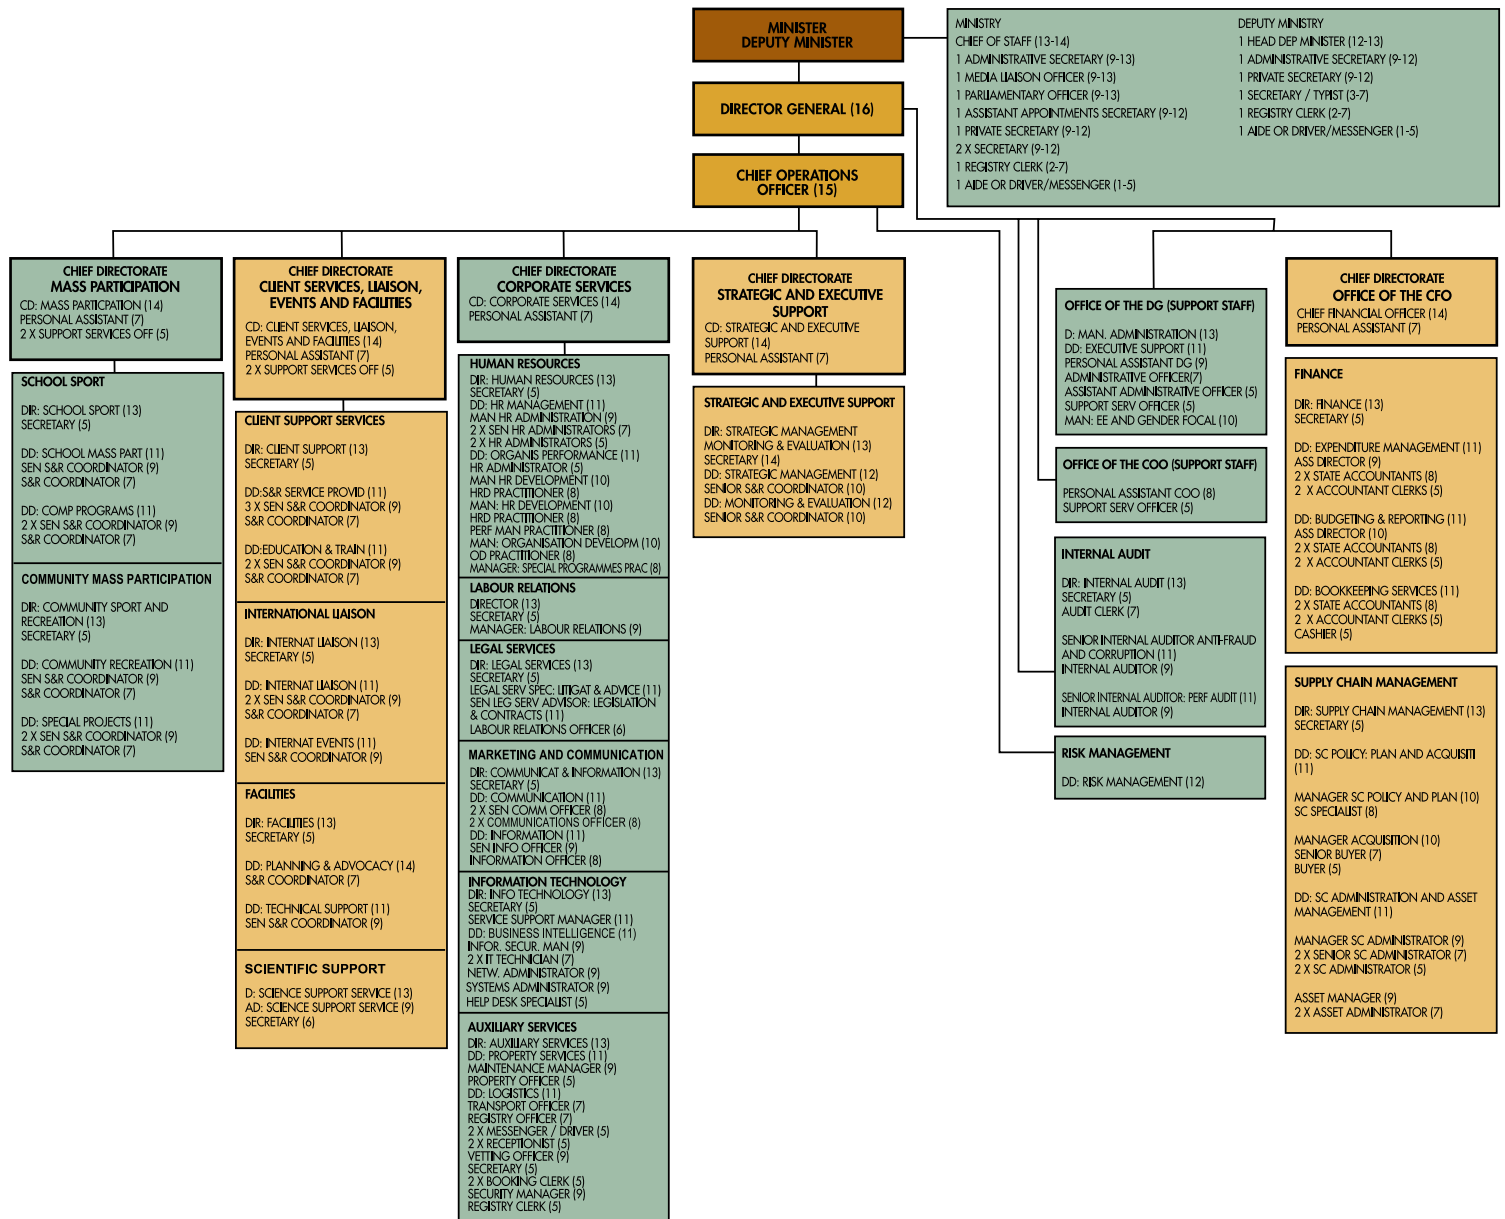 MINISTER
DEPUTY MINISTER
DIRECTOR GENERAL (16)
CHIEF OPERATIONS
OFFICER (15)
MINISTRY
CHIEF OF STAFF (13-14)
1 ADMINISTRATIVE SECRETARY (9-13)
1 MEDIA LIAISON OFFICER (9-13)
1 PARLIAMENTARY OFFICER (9-13)
1 ASSISTANT APPOINTMENTS SECRETARY (9-12)
1 PRIVATE SECRETARY (9-12)
2 X SECRETARY (9-12)
1 REGISTRY CLERK (2-7)
1 AIDE OR DRIVER/MESSENGER (1-5)
DEPUTY MINISTRY
1 HEAD DEP MINISTER (12-13)
1 ADMINISTRATIVE SECRETARY (9-12)
1 PRIVATE SECRETARY (9-12)
1 SECRETARY / TYPIST (3-7)
1 REGISTRY CLERK (2-7)
1 AIDE OR DRIVER/MESSENGER (1-5)
CHIEF DIRECTORATE
MASS PARTICIPATION
CD: MASS PARTICPATION (14)
PERSONAL ASSISTANT (7)
2 X SUPPORT SERVICES OFF (5)
SCHOOL SPORT
DIR: SCHOOL SPORT (13)
SECRETARY (5)
DD: SCHOOL MASS PART (11)
SEN S&R COORDINATOR (9)
S&R COORDINATOR (7)
DD: COMP PROGRAMS (11)
2 X SEN S&R COORDINATOR (9)
S&R COORDINATOR (7)
COMMUNITY MASS PARTICIPATION
DIR: COMMUNITY SPORT AND
RECREATION (13)
SECRETARY (5)
DD: COMMUNITY RECREATION (11)
SEN S&R COORDINATOR (9)
S&R COORDINATOR (7)
DD: SPECIAL PROJECTS (11)
2 X SEN S&R COORDINATOR (9)
S&R COORDINATOR (7)
CHIEF DIRECTORATE
CLIENT SERVICES, LIAISON,
EVENTS AND FACILITIES
CD: CLIENT SERVICES, LIAISON,
EVENTS AND FACILITIES (14)
PERSONAL ASSISTANT (7)
2 X SUPPORT SERVICES OFF (5)
CLIENT SUPPORT SERVICES
DIR: CLIENT SUPPORT (13)
SECRETARY (5)
DD:S&R SERVICE PROVID (11)
3 X SEN S&R COORDINATOR (9)
S&R COORDINATOR (7)
DD:EDUCATION & TRAIN (11)
2 X SEN S&R COORDINATOR (9)
S&R COORDINATOR (7)
INTERNATIONAL LIAISON
DIR: INTERNAT LIAISON (13)
SECRETARY (5)
DD: INTERNAT LIAISON (11)
2 X SEN S&R COORDINATOR (9)
S&R COORDINATOR (7)
DD: INTERNAT EVENTS (11)
SEN S&R COORDINATOR (9)
FACILITIES
DIR: FACILITIES (13)
SECRETARY (5)
DD: PLANNING & ADVOCACY (14)
S&R COORDINATOR (7)
DD: TECHNICAL SUPPORT (11)
SEN S&R COORDINATOR (9)
SCIENTIFIC SUPPORT
D: SCIENCE SUPPORT SERVICE (13)
AD: SCIENCE SUPPORT SERVICE (9)
SECRETARY (6)
CHIEF DIRECTORATE
CORPORATE SERVICES
CD: CORPORATE SERVICES (14)
PERSONAL ASSISTANT (7)
HUMAN RESOURCES
DIR: HUMAN RESOURCES (13)
SECRETARY (5)
DD: HR MANAGEMENT (11)
MAN HR ADMINISTRATION (9)
2 X SEN HR ADMINISTRATORS (7)
2 X HR ADMINISTRATORS (5)
DD: ORGANIS PERFORMANCE (11)
HR ADMINISTRATOR (5)
MAN HR DEVELOPMENT (10)
HRD PRACTITIONER (8)
MAN: HR DEVELOPMENT (10)
HRD PRACTITIONER (8)
PERF MAN PRACTITIONER (8)
MAN: ORGANISATION DEVELOPM (10)
OD PRACTITIONER (8)
MANAGER: SPECIAL PROGRAMMES PRAC (8)
LABOUR RELATIONS
DIRECTOR (13)
SECRETARY (5)
MANAGER: LABOUR RELATIONS (9)
LEGAL SERVICES
DIR: LEGAL SERVICES (13)
SECRETARY (5)
LEGAL SERV SPEC: LITIGAT & ADVICE (11)
SEN LEG SERV ADVISOR: LEGISLATION
& CONTRACTS (11)
LABOUR RELATIONS OFFICER (6)
MARKETING AND COMMUNICATION
DIR: COMMUNICAT & INFORMATION (13)
SECRETARY (5)
DD: COMMUNICATION (11)
2 X SEN COMM OFFICER (8)
2 X COMMUNICATIONS OFFICER (8)
DD: INFORMATION (11)
SEN INFO OFFICER (9)
INFORMATION OFFICER (8)
INFORMATION TECHNOLOGY
DIR: INFO TECHNOLOGY (13)
SECRETARY (5)
SERVICE SUPPORT MANAGER (11)
DD: BUSINESS INTELLIGENCE (11)
INFOR. SECUR. MAN (9)
2 X IT TECHNICIAN (7)
NETW. ADMINISTRATOR (9)
SYSTEMS ADMINISTRATOR (9)
HELP DESK SPECIALIST (5)
AUXILIARY SERVICES
DIR: AUXILIARY SERVICES (13)
DD: PROPERTY SERVICES (11)
MAINTENANCE MANAGER (9)
PROPERTY OFFICER (5)
DD: LOGISTICS (11)
TRANSPORT OFFICER (7)
REGISTRY OFFICER (7)
2 X MESSENGER / DRIVER (5)
2 X RECEPTIONIST (5)
VETTING OFFICER (9)
SECRETARY (5)
2 X BOOKING CLERK (5)
SECURITY MANAGER (9)
REGISTRY CLERK (5)
CHIEF DIRECTORATE
STRATEGIC AND EXECUTIVE
SUPPORT
CD: STRATEGIC AND EXECUTIVE
SUPPORT (14)
PERSONAL ASSISTANT (7)
STRATEGIC AND EXECUTIVE SUPPORT
DIR: STRATEGIC MANAGEMENT
MONITORING & EVALUATION (13)
SECRETARY (14)
DD: STRATEGIC MANAGEMENT (12)
SENIOR S&R COORDINATOR (10)
DD: MONITORING & EVALUATION (12)
SENIOR S&R COORDINATOR (10)
OFFICE OF THE DG (SUPPORT STAFF)
D: MAN. ADMINISTRATION (13)
DD: EXECUTIVE SUPPORT (11)
PERSONAL ASSISTANT DG (9)
ADMINISTRATIVE OFFICER(7)
ASSISTANT ADMINISTRATIVE OFFICER (5)
SUPPORT SERV OFFICER (5)
MAN: EE AND GENDER FOCAL (10)
OFFICE OF THE COO (SUPPORT STAFF)
PERSONAL ASSISTANT COO (8)
SUPPORT SERV OFFICER (5)
INTERNAL AUDIT
DIR: INTERNAL AUDIT (13)
SECRETARY (5)
AUDIT CLERK (7)
SENIOR INTERNAL AUDITOR ANTI-FRAUD
AND CORRUPTION (11)
INTERNAL AUDITOR (9)
SENIOR INTERNAL AUDITOR: PERF AUDIT (11)
INTERNAL AUDITOR (9)
RISK MANAGEMENT
DD: RISK MANAGEMENT (12)
CHIEF DIRECTORATE
OFFICE OF THE CFO
CHIEF FINANCIAL OFFICER (14)
PERSONAL ASSISTANT (7)
FINANCE
DIR: FINANCE (13)
SECRETARY (5)
DD: EXPENDITURE MANAGEMENT (11)
ASS DIRECTOR (9)
2 X STATE ACCOUNTANTS (8)
2 X ACCOUNTANT CLERKS (5)
DD: BUDGETING & REPORTING (11)
ASS DIRECTOR (10)
2 X STATE ACCOUNTANTS (8)
2 X ACCOUNTANT CLERKS (5)
DD: BOOKKEEPING SERVICES (11)
2 X STATE ACCOUNTANTS (8)
2 X ACCOUNTANT CLERKS (5)
CASHIER (5)
SUPPLY CHAIN MANAGEMENT
DIR: SUPPLY CHAIN MANAGEMENT (13)
SECRETARY (5)
DD: SC POLICY: PLAN AND ACQUISITI
(11)
MANAGER SC POLICY AND PLAN (10)
SC SPECIALIST (8)
MANAGER ACQUISITION (10)
SENIOR BUYER (7)
BUYER (5)
DD: SC ADMINISTRATION AND ASSET
MANAGEMENT (11)
MANAGER SC ADMINISTRATOR (9)
2 X SENIOR SC ADMINISTRATOR (7)
2 X SC ADMINISTRATOR (5)
ASSET MANAGER (9)
2 X ASSET ADMINISTRATOR (7)